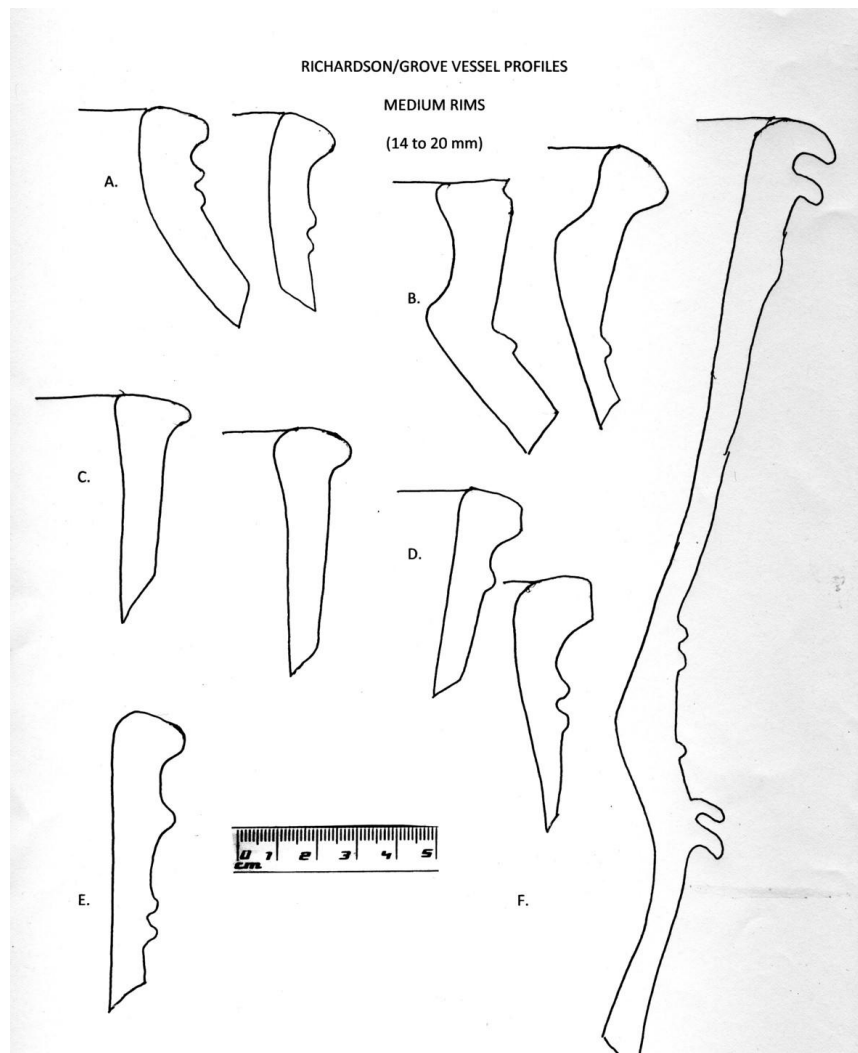 RICHARDSON/GROVE VESSEL PROFILES
MEDIUM RIMS
(14 to 20 mm)
A.
B.
C.
D.
E.
F.
0 1 2 3 4 5
cm